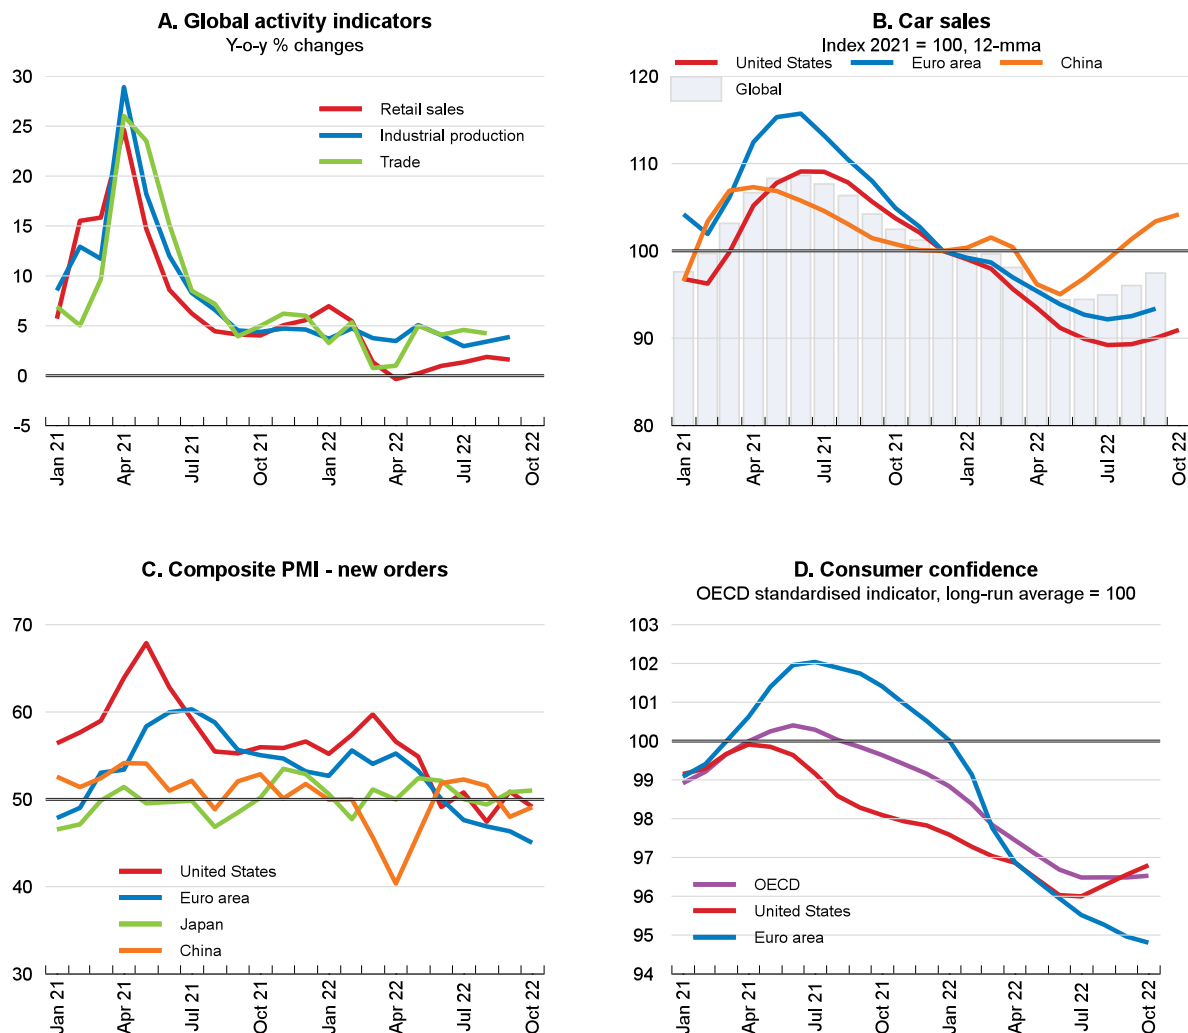 A. Global activity indicators
Y-o-y % changes
30
25
20
15
10
5
0
-5
Retail sales
Industrial production
Trade
Jan 21
Apr 21
Jul 21
Oct 21
Jan 22
Apr 22
Jul 22
Oct 22
B. Car sales
Index 2021 = 100, 12-mma
United States
Euro area
China
Global
120
110
100
90
80
Jan 21
Apr 21
Jul 21
Oct 21
Jan 22
Apr 22
Jul 22
Oct 22
C. Composite PMI - new orders
70
60
50
40
30
United States
Euro area
Japan
China
Jan 21
Apr 21
Jul 21
Oct 21
Jan 22
Apr 22
Jul 22
Oct 22
D. Consumer confidence
OECD standardised indicator, long-run average = 100
103
102
101
100
99
98
97
96
95
94
OECD
United States
Euro area
Jan 21
Apr 21
Jul 21
Oct 21
Jan 22
Apr 22
Jul 22
Oct 22